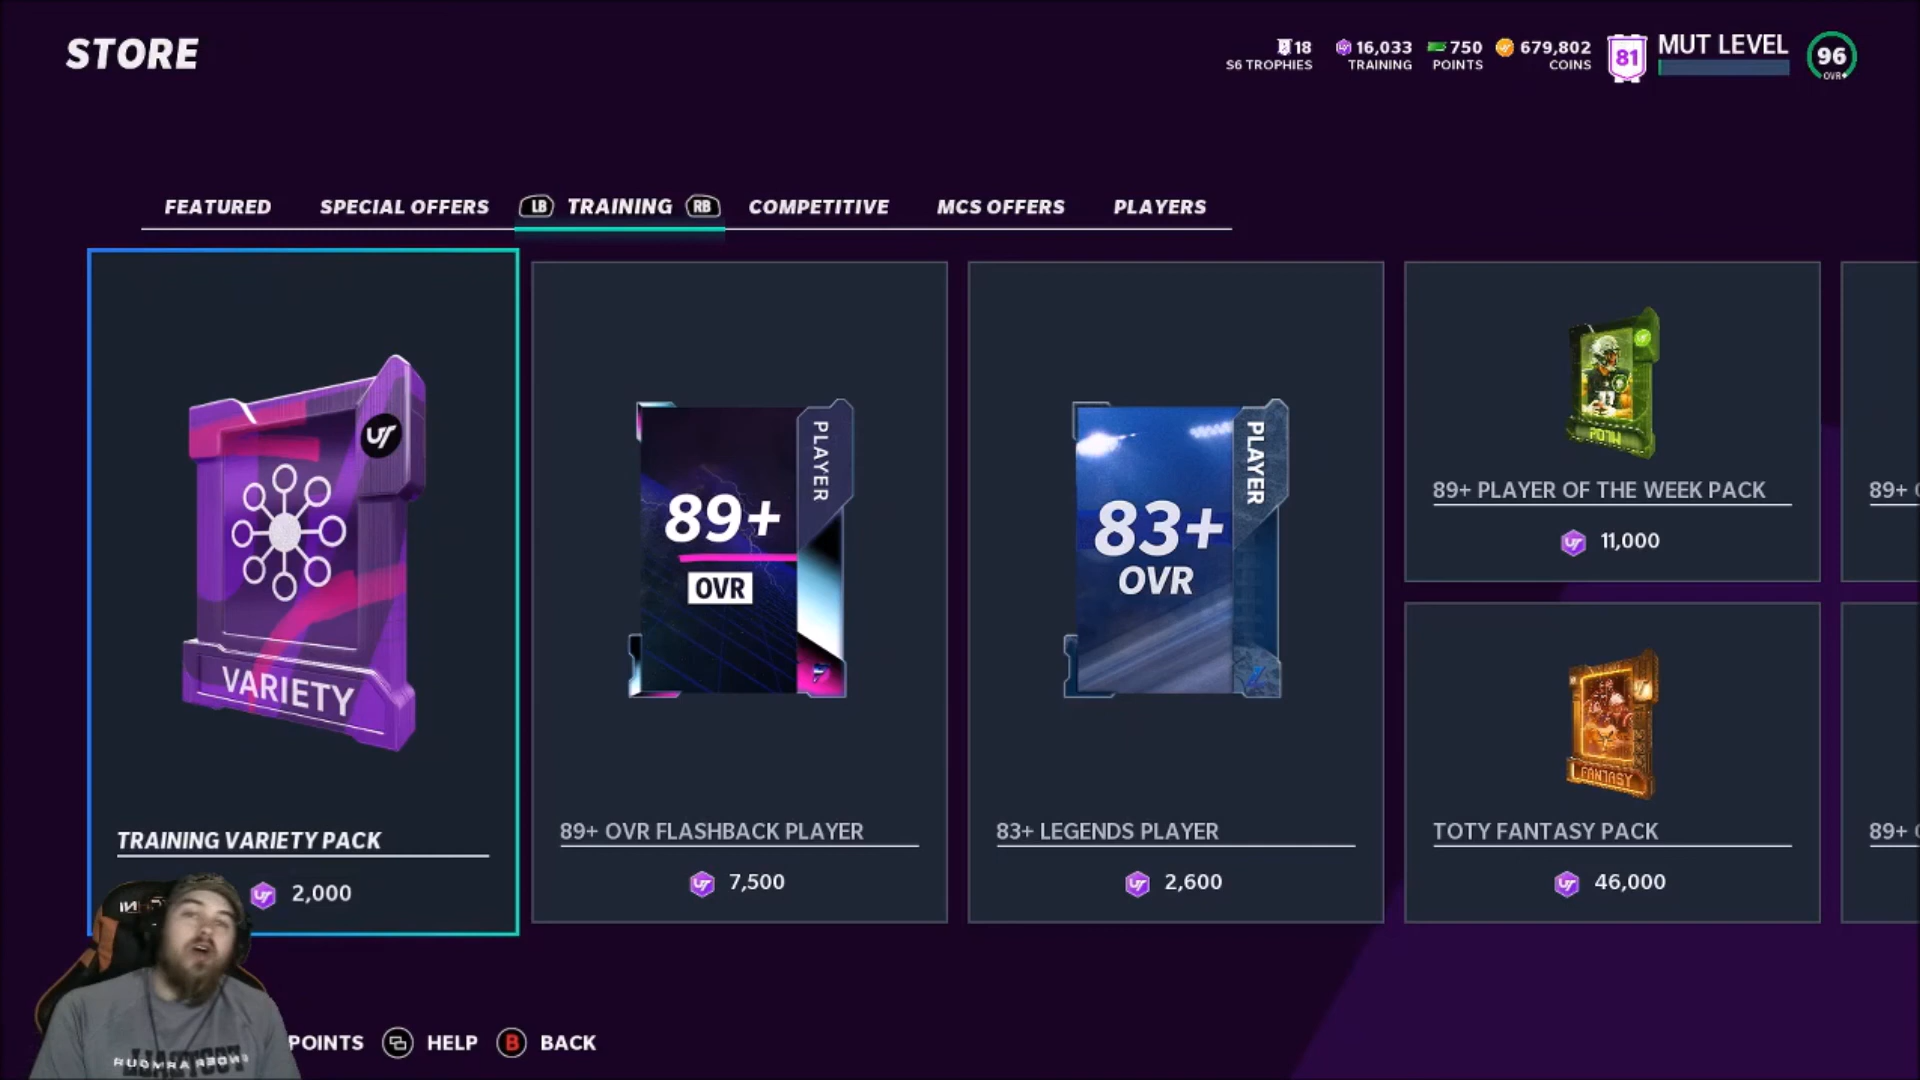 STORE
18
S6 TROPHIES
16,033
TRAINING
750
POINTS
679,802
COINS
81
MUT LEVEL
96
OVR
FEATURED
SPECIAL OFFERS
LB
TRAINING
RB
COMPETITIVE
MCS OFFERS
PLAYERS
VARIETY
TRAINING VARIETY PACK
2,000
PLAYER
89+
OVR
89+ OVR FLASHBACK PLAYER
7,500
PLAYER
83+
OVR
83+ LEGENDS PLAYER
2,600
POTW
89+ PLAYER OF THE WEEK PACK
11,000
FANTASY
TOTY FANTASY PACK
46,000
89+
89+
POINTS
HELP
B BACK